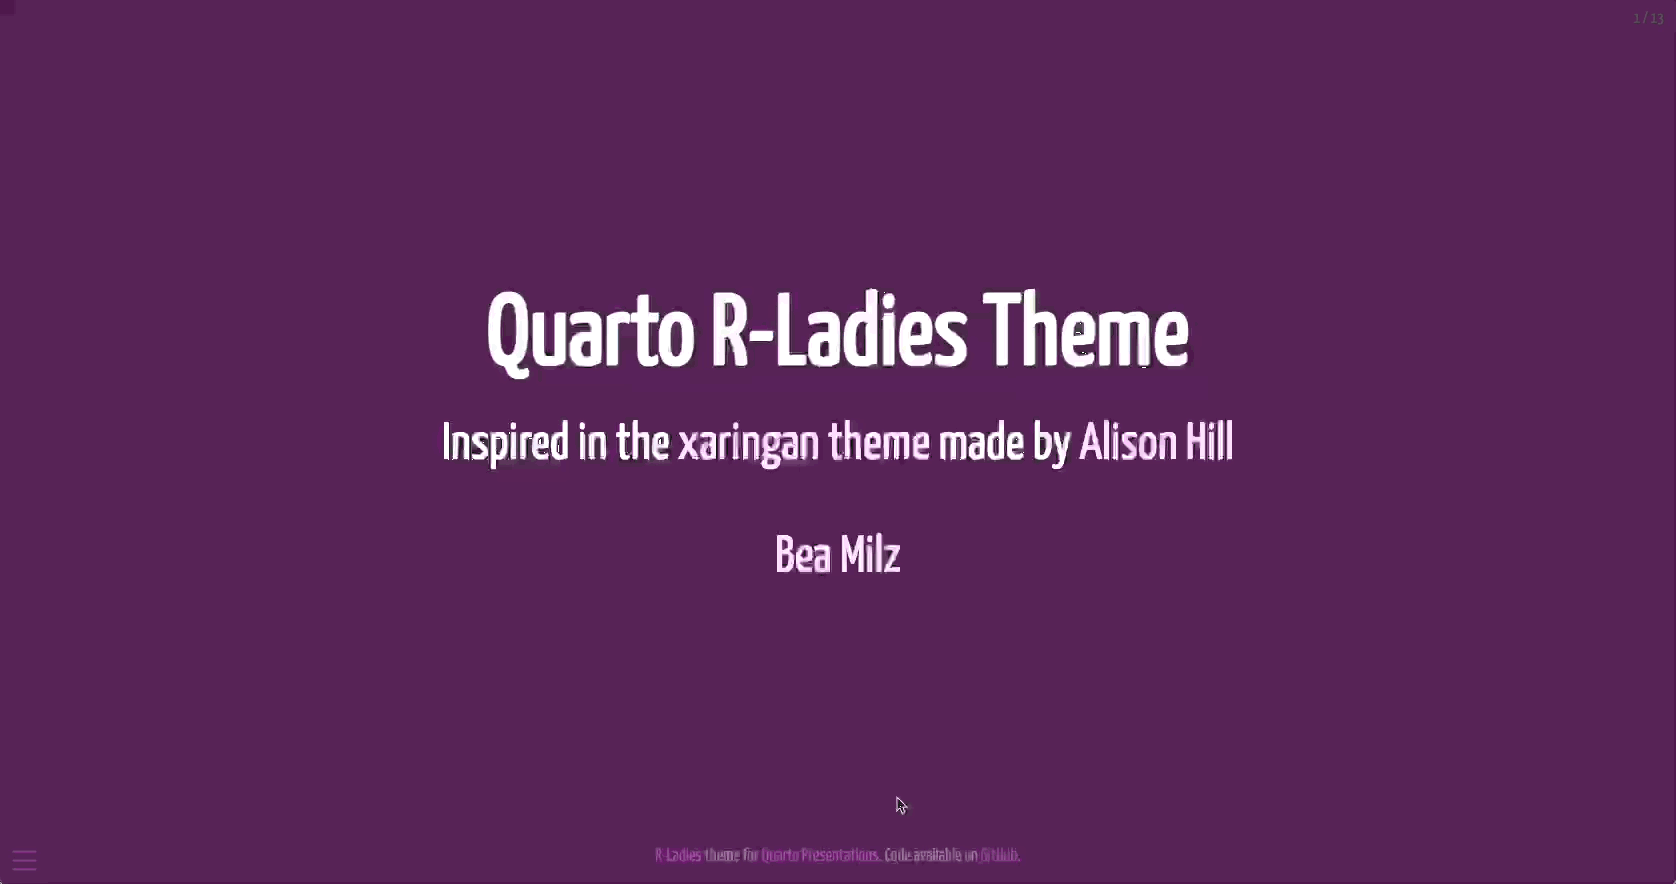 1 / 13
Quarto R-Ladies Theme
Inspired in the xaringan theme made by Alison Hill
Bea Milz
R-Ladies theme for Quarto Presentations. Code available on GitHub.